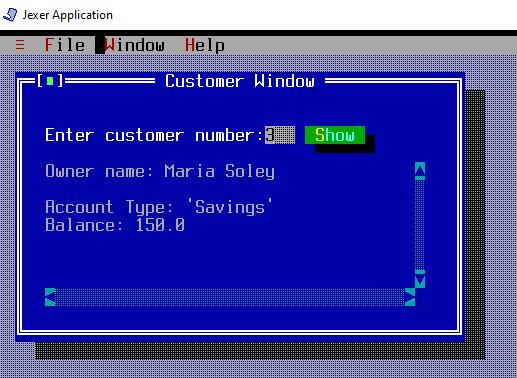 Jexer Application
≡ File Window Help
[■] Customer Window
Enter customer number:3 Show
Owner name: Maria Soley
Account Type: 'Savings'
Balance: 150.0